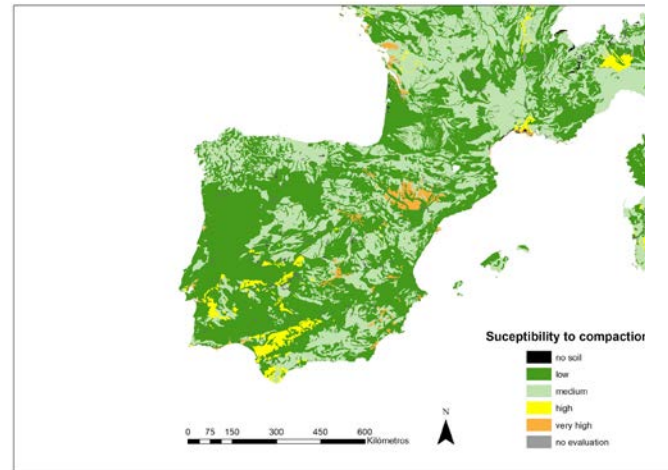 Suceptibility to compaction
no soil
low
medium
high
very high
no evaluation
0 75 150 300 450 600
Kilómetros
N